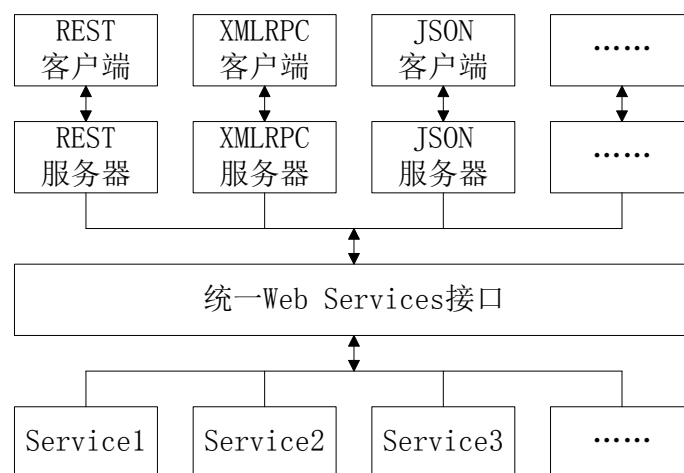 REST
客户端
XMLRPC
客户端
JSON
客户端
……
REST
服务器
XMLRPC
服务器
JSON
服务器
……
统一Web Services接口
Service1
Service2
Service3
……